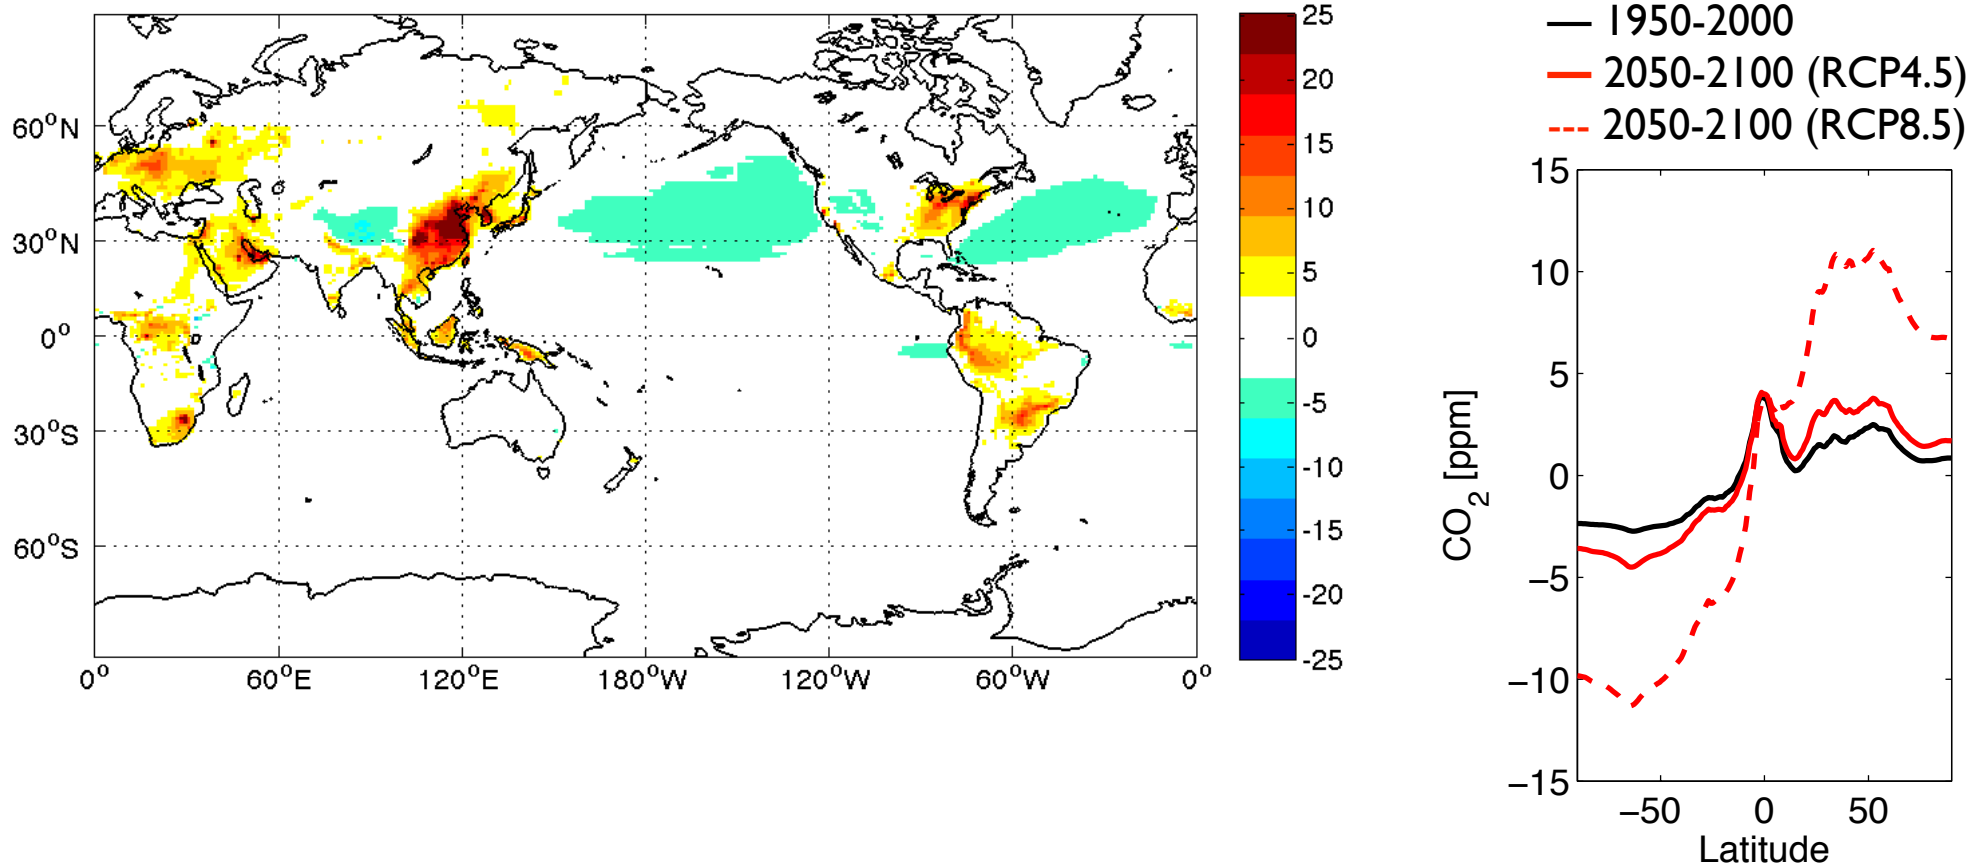 60°N
30°N
0°
30°S
60°S
0°
60°E
120°E
180°W
120°W
60°W
0°
25
20
15
10
5
0
-5
-10
-15
-20
-25
1950-2000
2050-2100 (RCP4.5)
2050-2100 (RCP8.5)
15
10
5
0
−5
−10
−15
CO₂ [ppm]
−50
0
50
Latitude